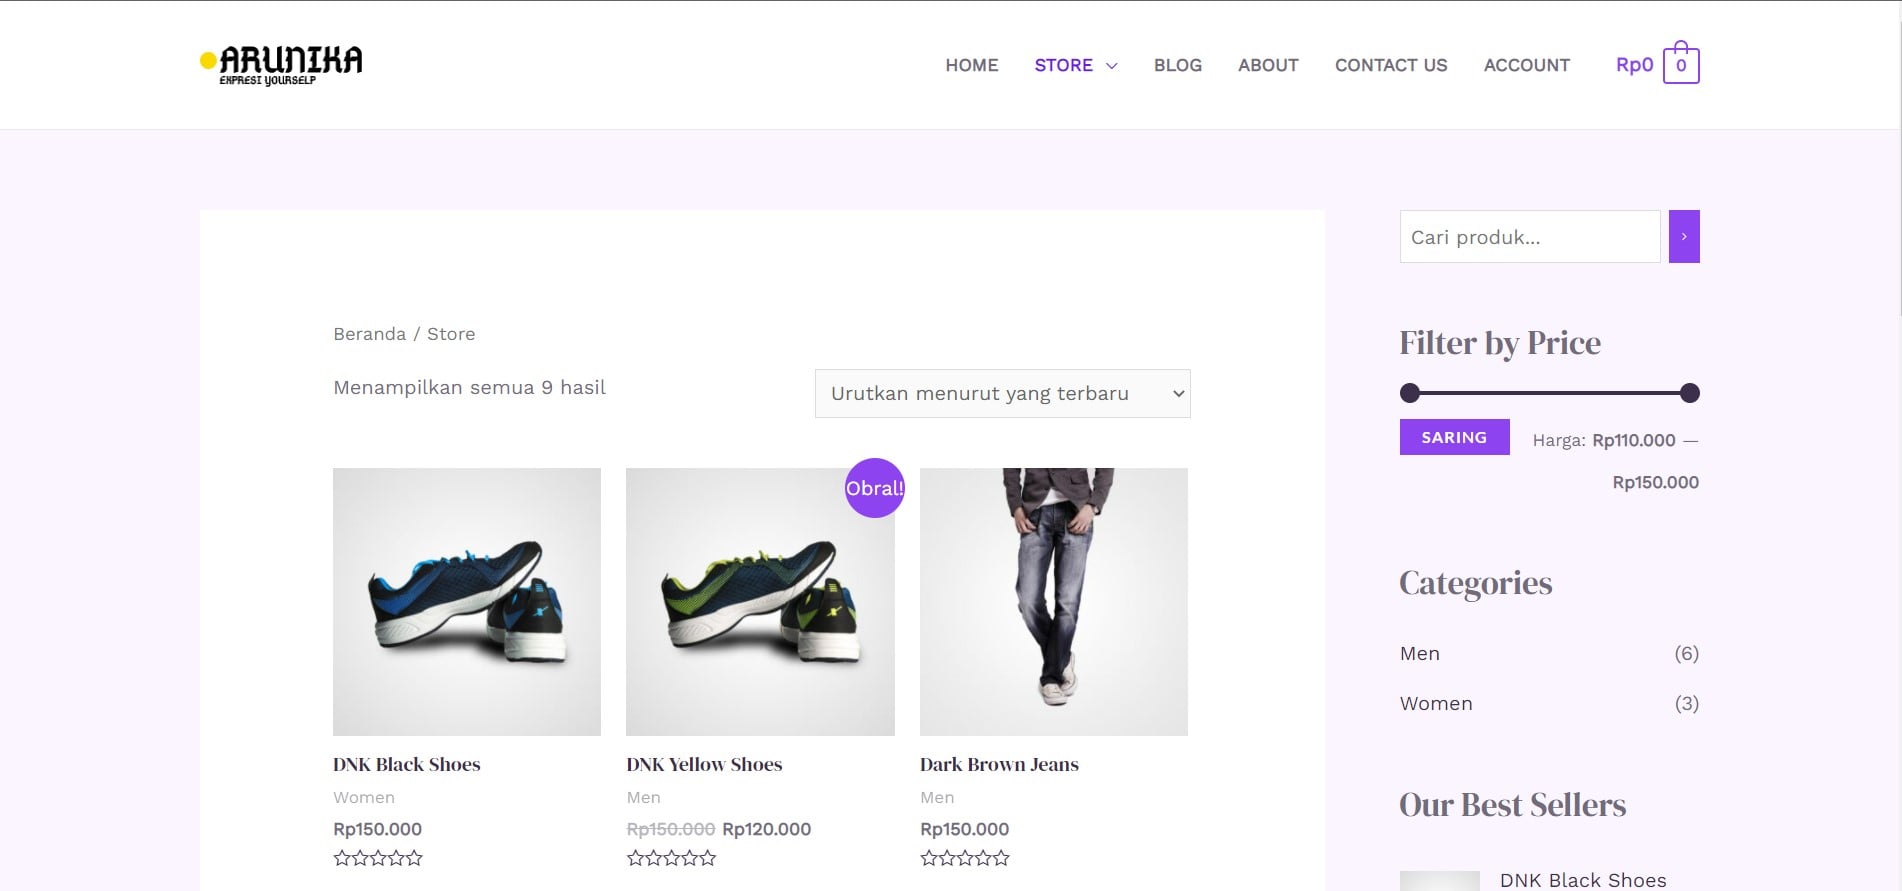 ARUNIKA
EXPRESI YOURSELP
HOME STORE BLOG ABOUT CONTACT US ACCOUNT Rp0 0
Cari produk...
Beranda / Store
Menampilkan semua 9 hasil
Urutkan menurut yang terbaru
Obral!
DNK Black Shoes
Women
Rp150.000
DNK Yellow Shoes
Men
Rp150.000 Rp120.000
Dark Brown Jeans
Men
Rp150.000
Filter by Price
SARING
Harga: Rp110.000 —
Rp150.000
Categories
Men (6)
Women (3)
Our Best Sellers
DNK Black Shoes